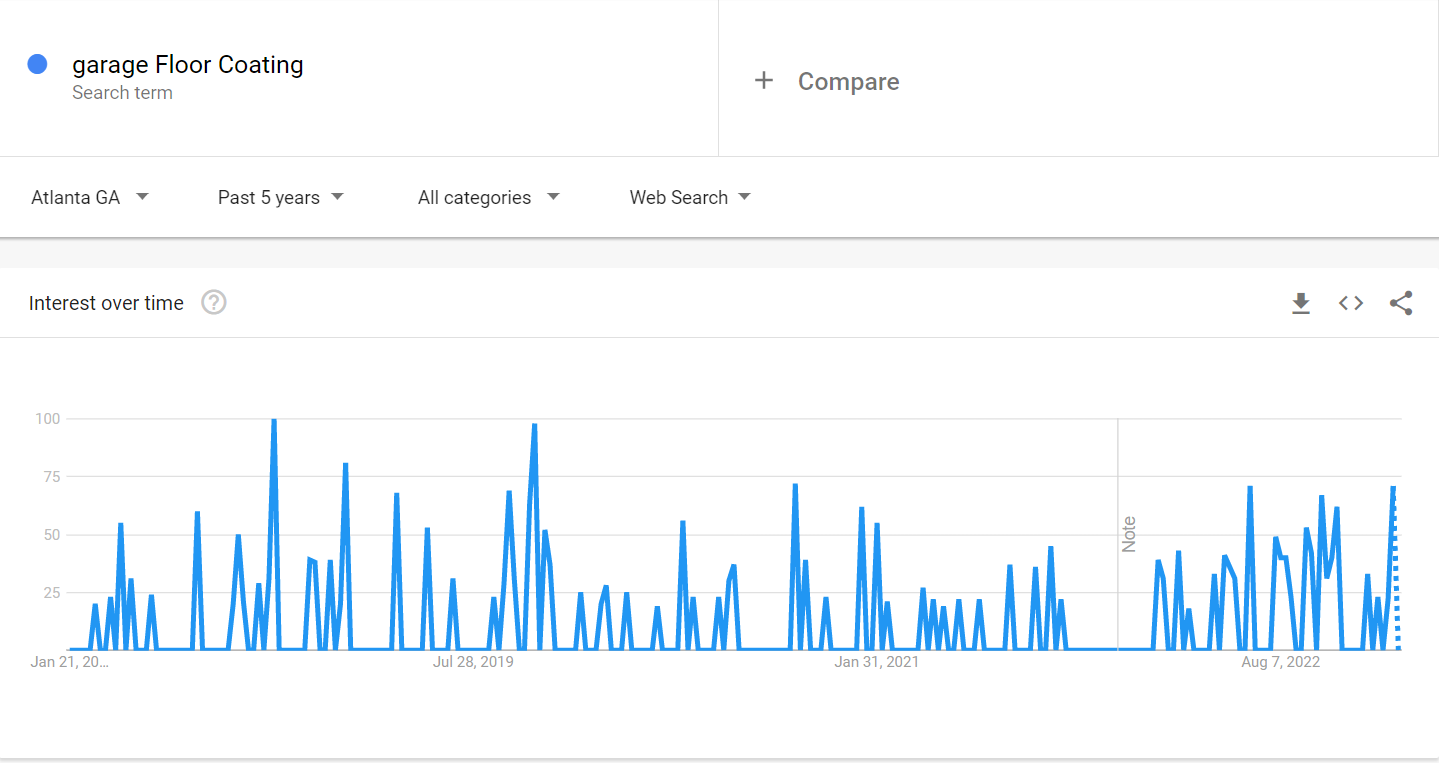 garage Floor Coating
Search term
+ Compare
Atlanta GA
Past 5 years
All categories
Web Search
Interest over time
?
100
75
50
25
Note
Jan 21, 20...
Jul 28, 2019
Jan 31, 2021
Aug 7, 2022